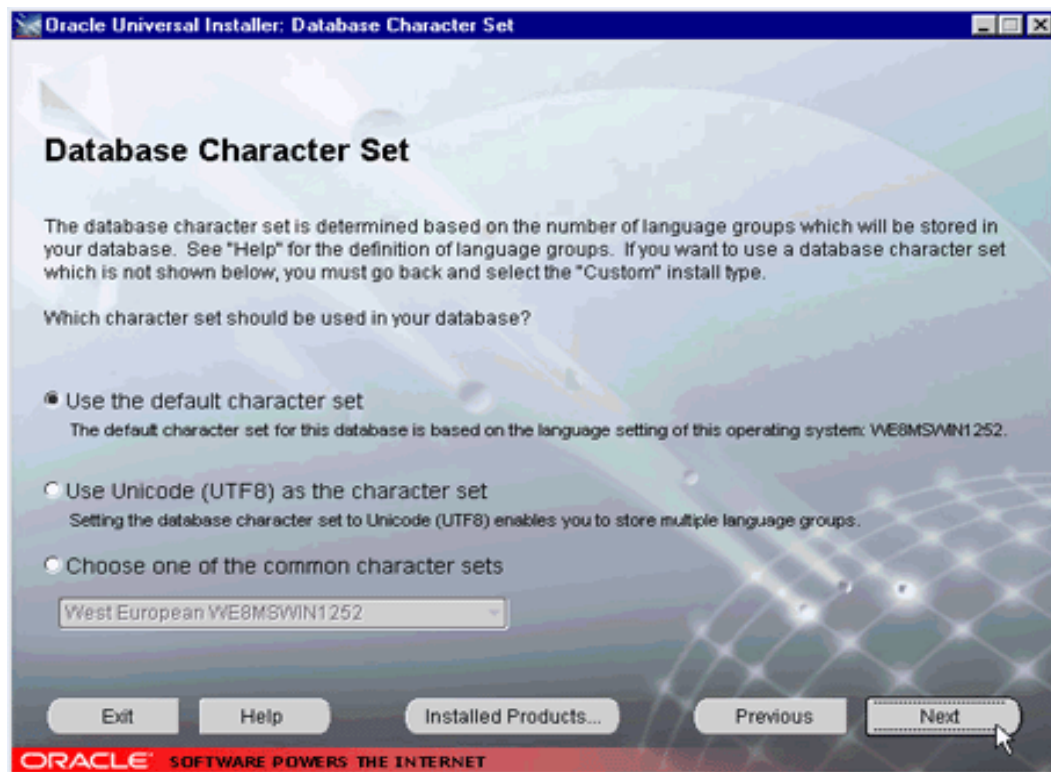 Oracle Universal Installer: Database Character Set
Database Character Set
The database character set is determined based on the number of language groups which will be stored in
your database. See "Help" for the definition of language groups. If you want to use a database character set
which is not shown below, you must go back and select the "Custom" install type.
Which character set should be used in your database?
Use the default character set
The default character set for this database is based on the language setting of this operating system: WE8MSWIN1252.
Use Unicode (UTF8) as the character set
Setting the database character set to Unicode (UTF8) enables you to store multiple language groups.
Choose one of the common character sets
West European WE8MSWIN1252
Exit Help Installed Products... Previous Next
ORACLE SOFTWARE POWERS THE INTERNET